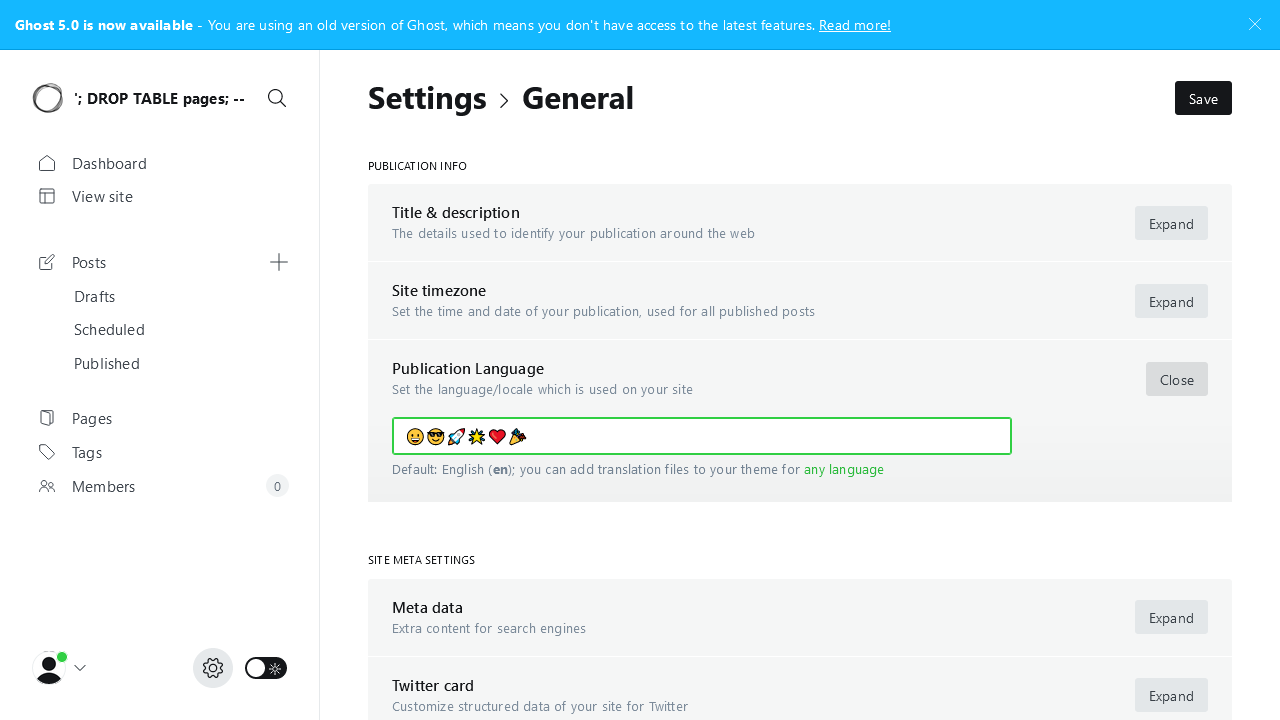 Ghost 5.0 is now available - You are using an old version of Ghost, which means you don't have access to the latest features. Read more!
'; DROP TABLE pages; --
Dashboard
View site
Posts
Drafts
Scheduled
Published
Pages
Tags
Members 0
Settings > General
Save
PUBLICATION INFO
Title & description
The details used to identify your publication around the web
Expand
Site timezone
Set the time and date of your publication, used for all published posts
Expand
Publication Language
Set the language/locale which is used on your site
Close
😀😎🚀🌟❤️🎉
Default: English (en); you can add translation files to your theme for any language
SITE META SETTINGS
Meta data
Extra content for search engines
Expand
Twitter card
Customize structured data of your site for Twitter
Expand